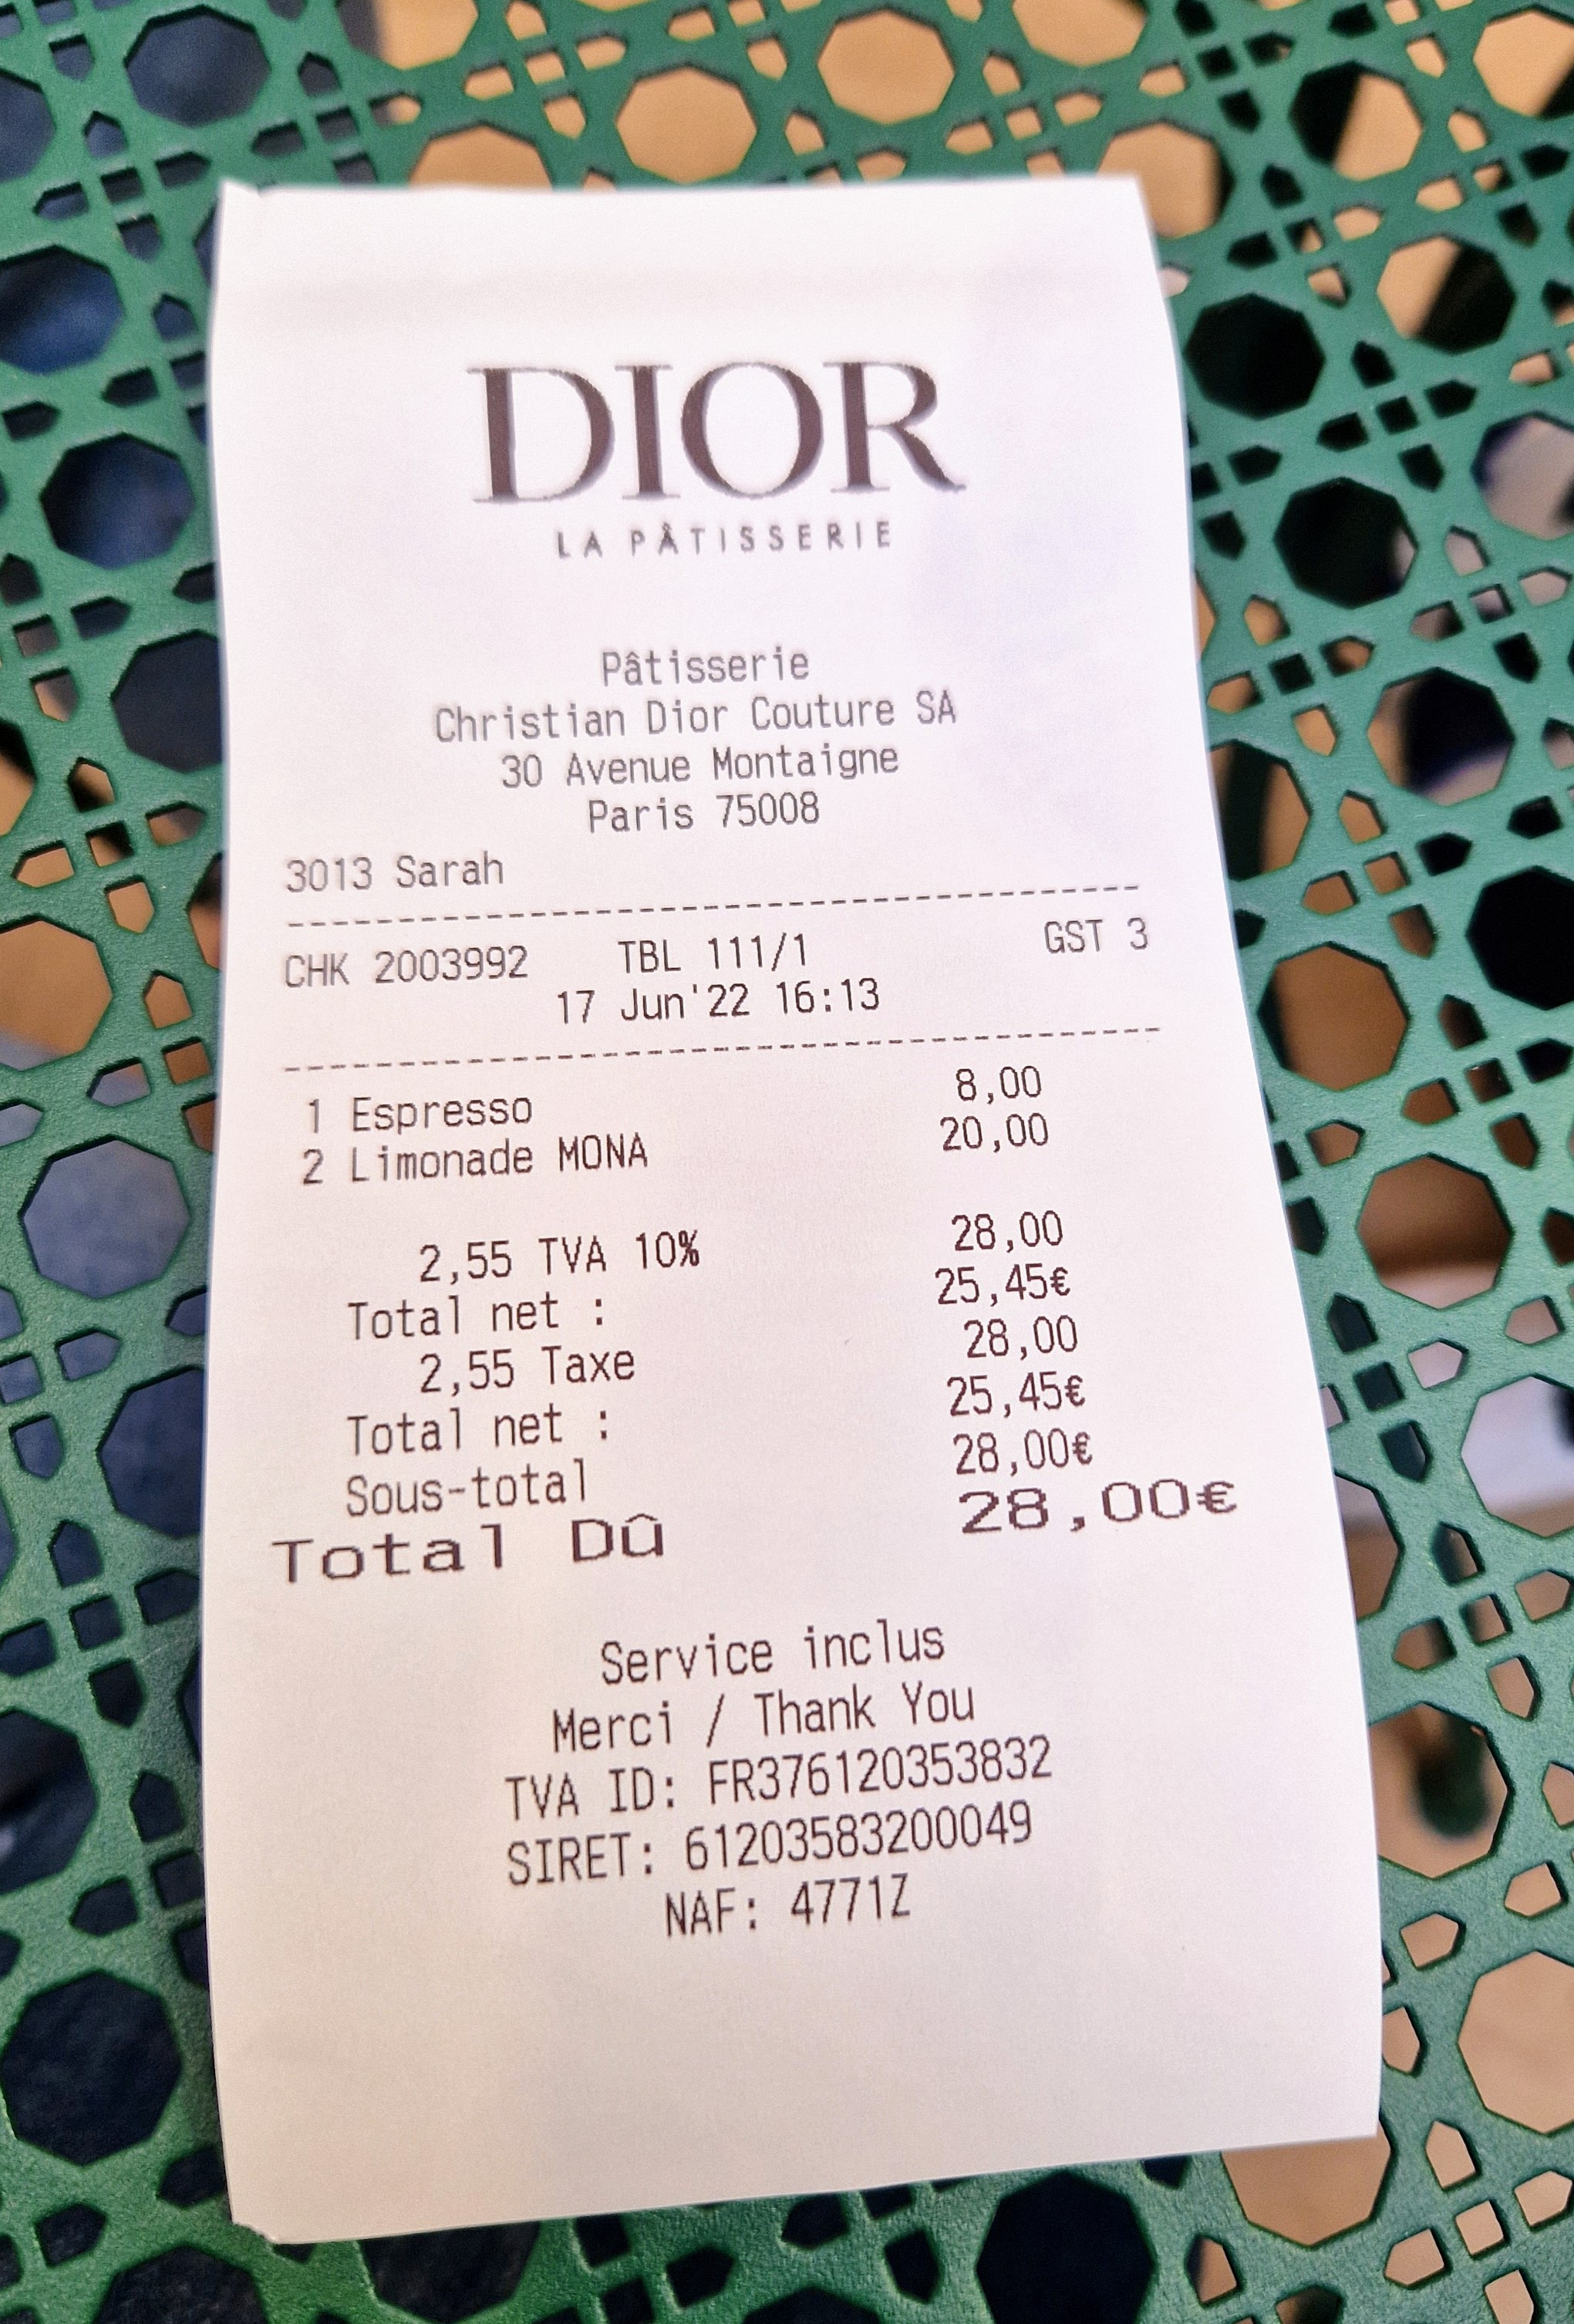 DIOR
LA PÂTISSERIE
Pâtisserie
Christian Dior Couture SA
30 Avenue Montaigne
Paris 75008
3013 Sarah
CHK 2003992 TBL 111/1 GST 3
17 Jun'22 16:13
1 Espresso 8,00
2 Limonade MONA 20,00
2,55 TVA 10% 28,00
Total net : 25,45€
2,55 Taxe 28,00
Total net : 25,45€
Sous-total 28,00€
Total Dû 28,00€
Service inclus
Merci / Thank You
TVA ID: FR376120353832
SIRET: 61203583200049
NAF: 4771Z